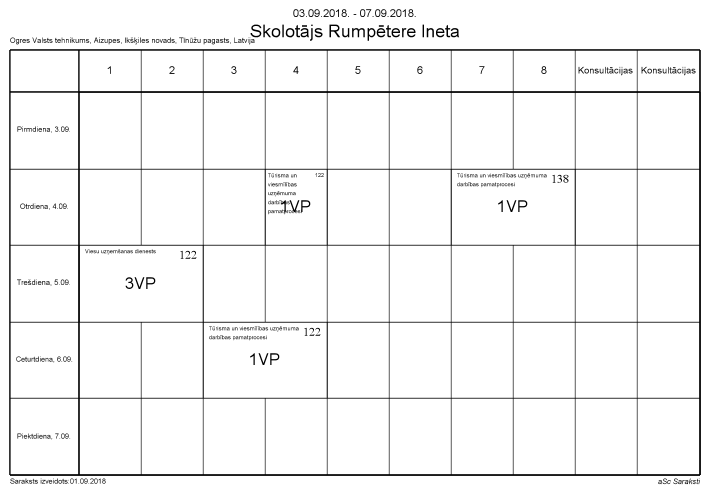 03.09.2018. - 07.09.2018.
Skolotājs Rumpētere Ineta
Ogres Valsts tehnikums, Aizupes, Ikšķiles novads, Tīnūžu pagasts, Latvija
1 2 3 4 5 6 7 8 Konsultācijas Konsultācijas
Pirmdiena, 3.09.
Otrdiena, 4.09.
Tūrisma un 122
viesmīlības
uzņēmuma
darbības
pamatprocesi
1VP
Tūrisma un viesmīlības uzņēmuma 138
darbības pamatprocesi
1VP
Trešdiena, 5.09.
Viesu uzņemšanas dienests 122
3VP
Ceturtdiena, 6.09.
Tūrisma un viesmīlības uzņēmuma 122
darbības pamatprocesi
1VP
Piektdiena, 7.09.
Saraksts izveidots:01.09.2018
aSc Saraksti